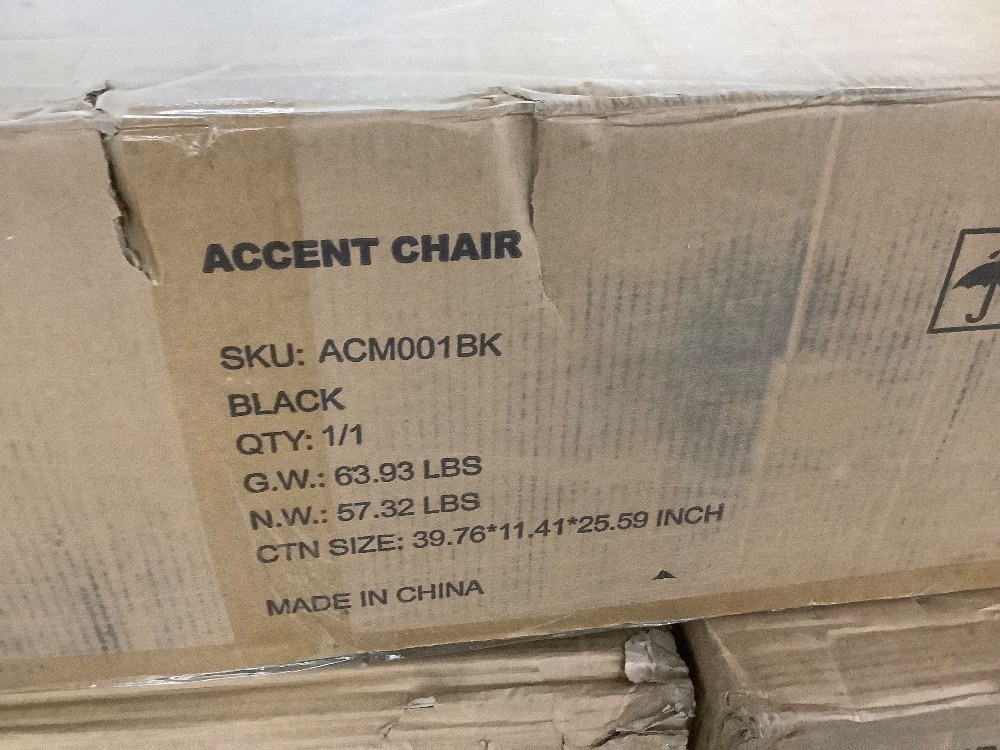 ACCENT CHAIR
SKU: ACM001BK
BLACK
QTY: 1/1
G.W.: 63.93 LBS
N.W.: 57.32 LBS
CTN SIZE: 39.76*11.41*25.59 INCH
MADE IN CHINA